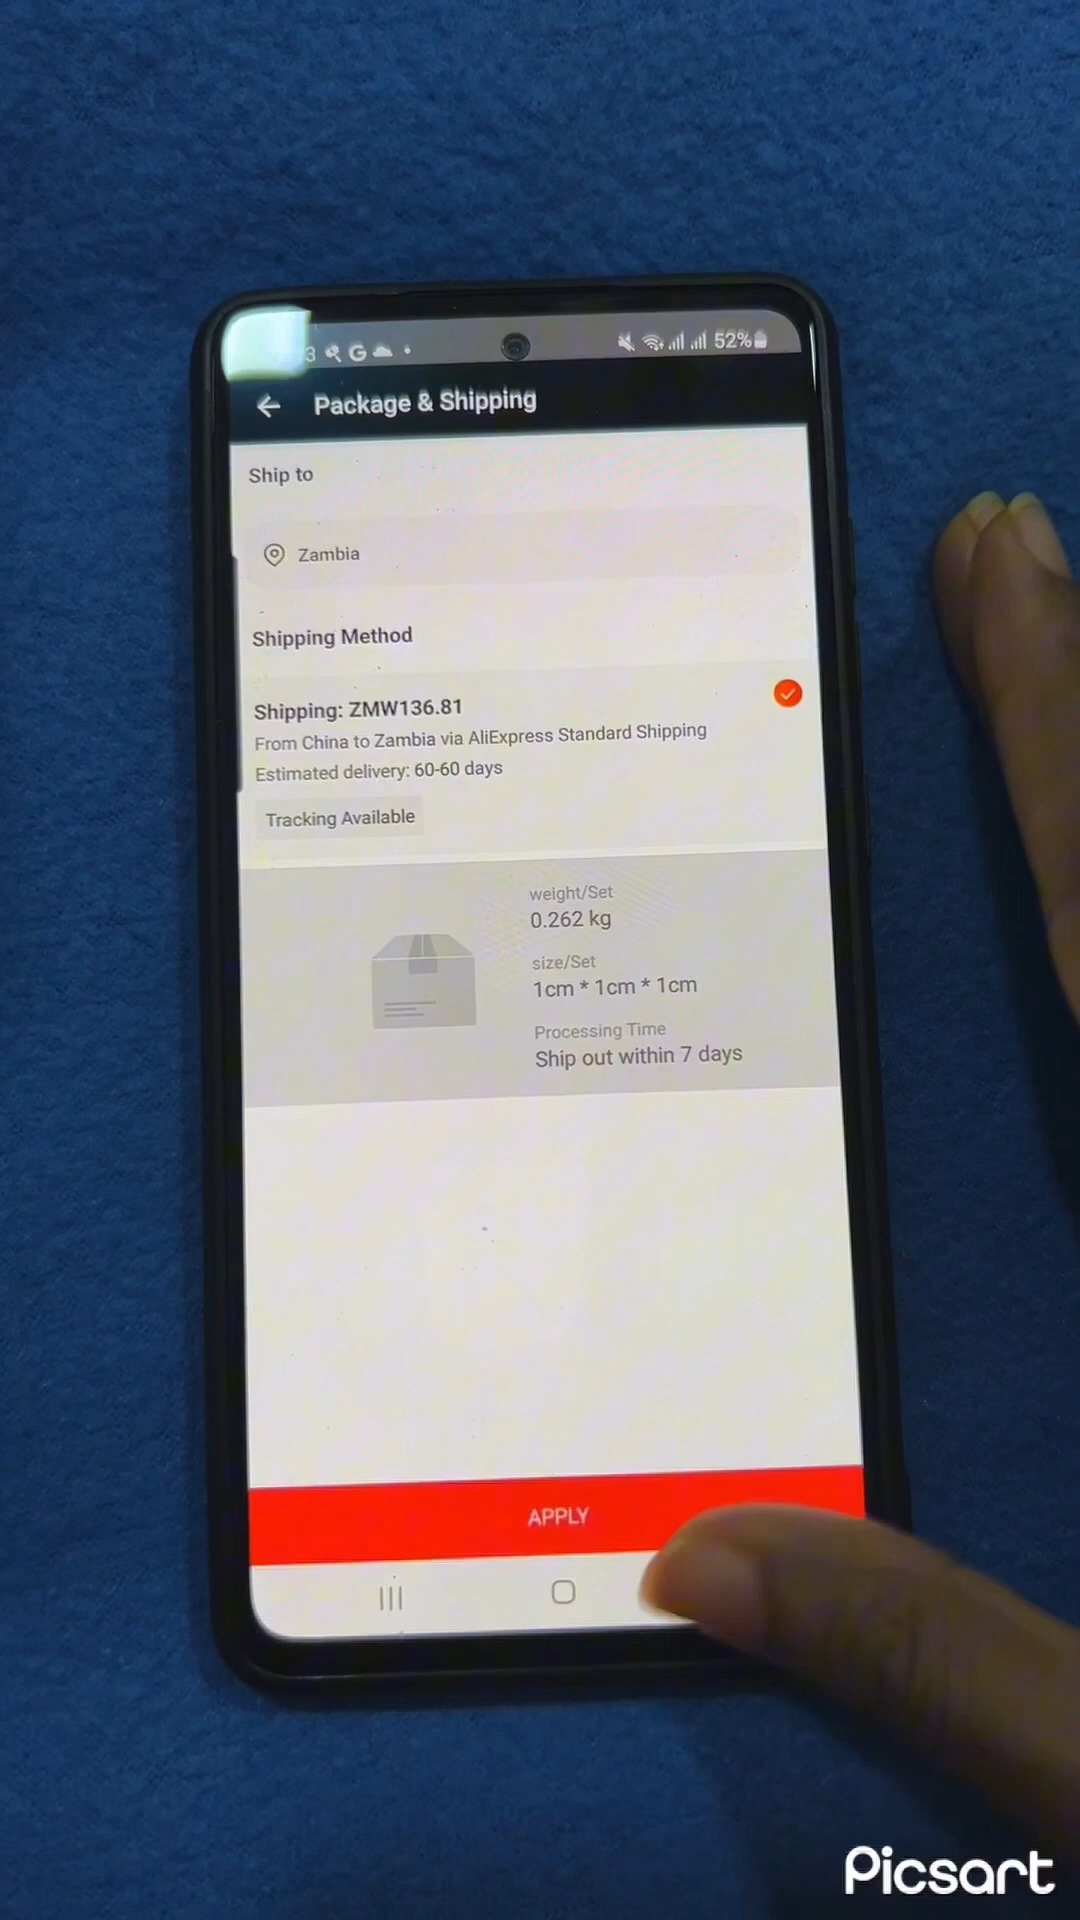 3 G 52%
Package & Shipping
Ship to
Zambia
Shipping Method
Shipping: ZMW136.81
From China to Zambia via AliExpress Standard Shipping
Estimated delivery: 60-60 days
Tracking Available
weight/Set
0.262 kg
size/Set
1cm * 1cm * 1cm
Processing Time
Ship out within 7 days
APPLY
Picsart